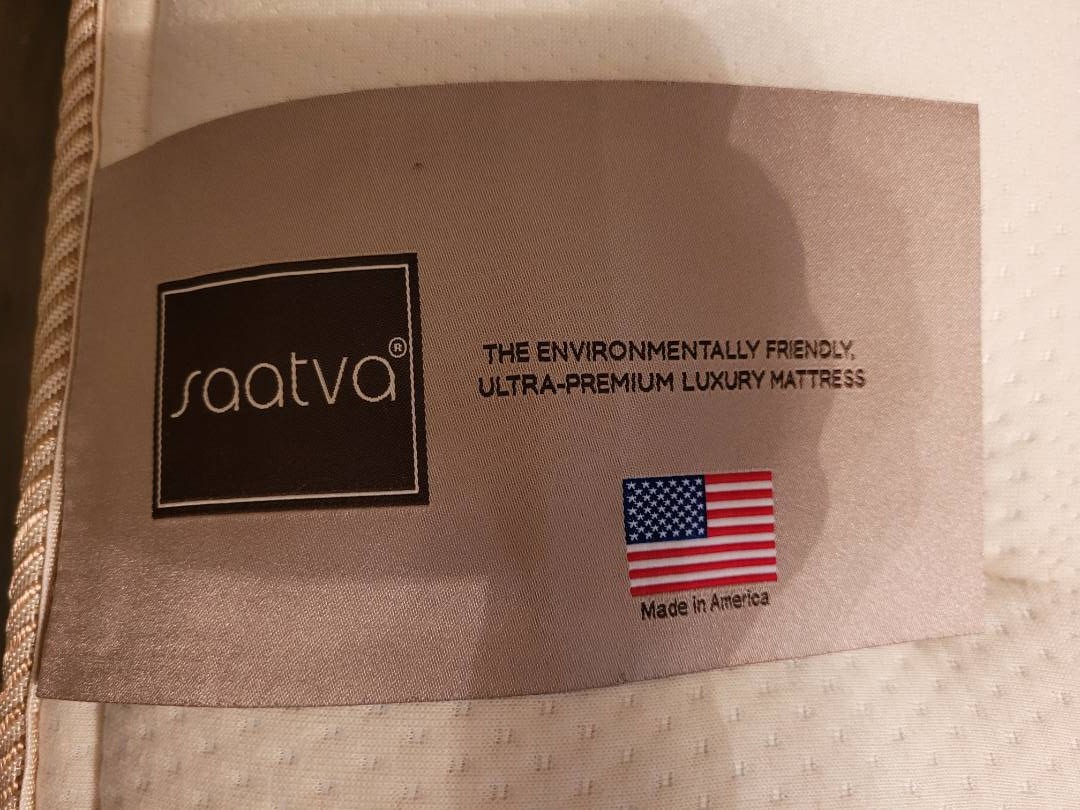 saatva®
THE ENVIRONMENTALLY FRIENDLY,
ULTRA-PREMIUM LUXURY MATTRESS
Made in America